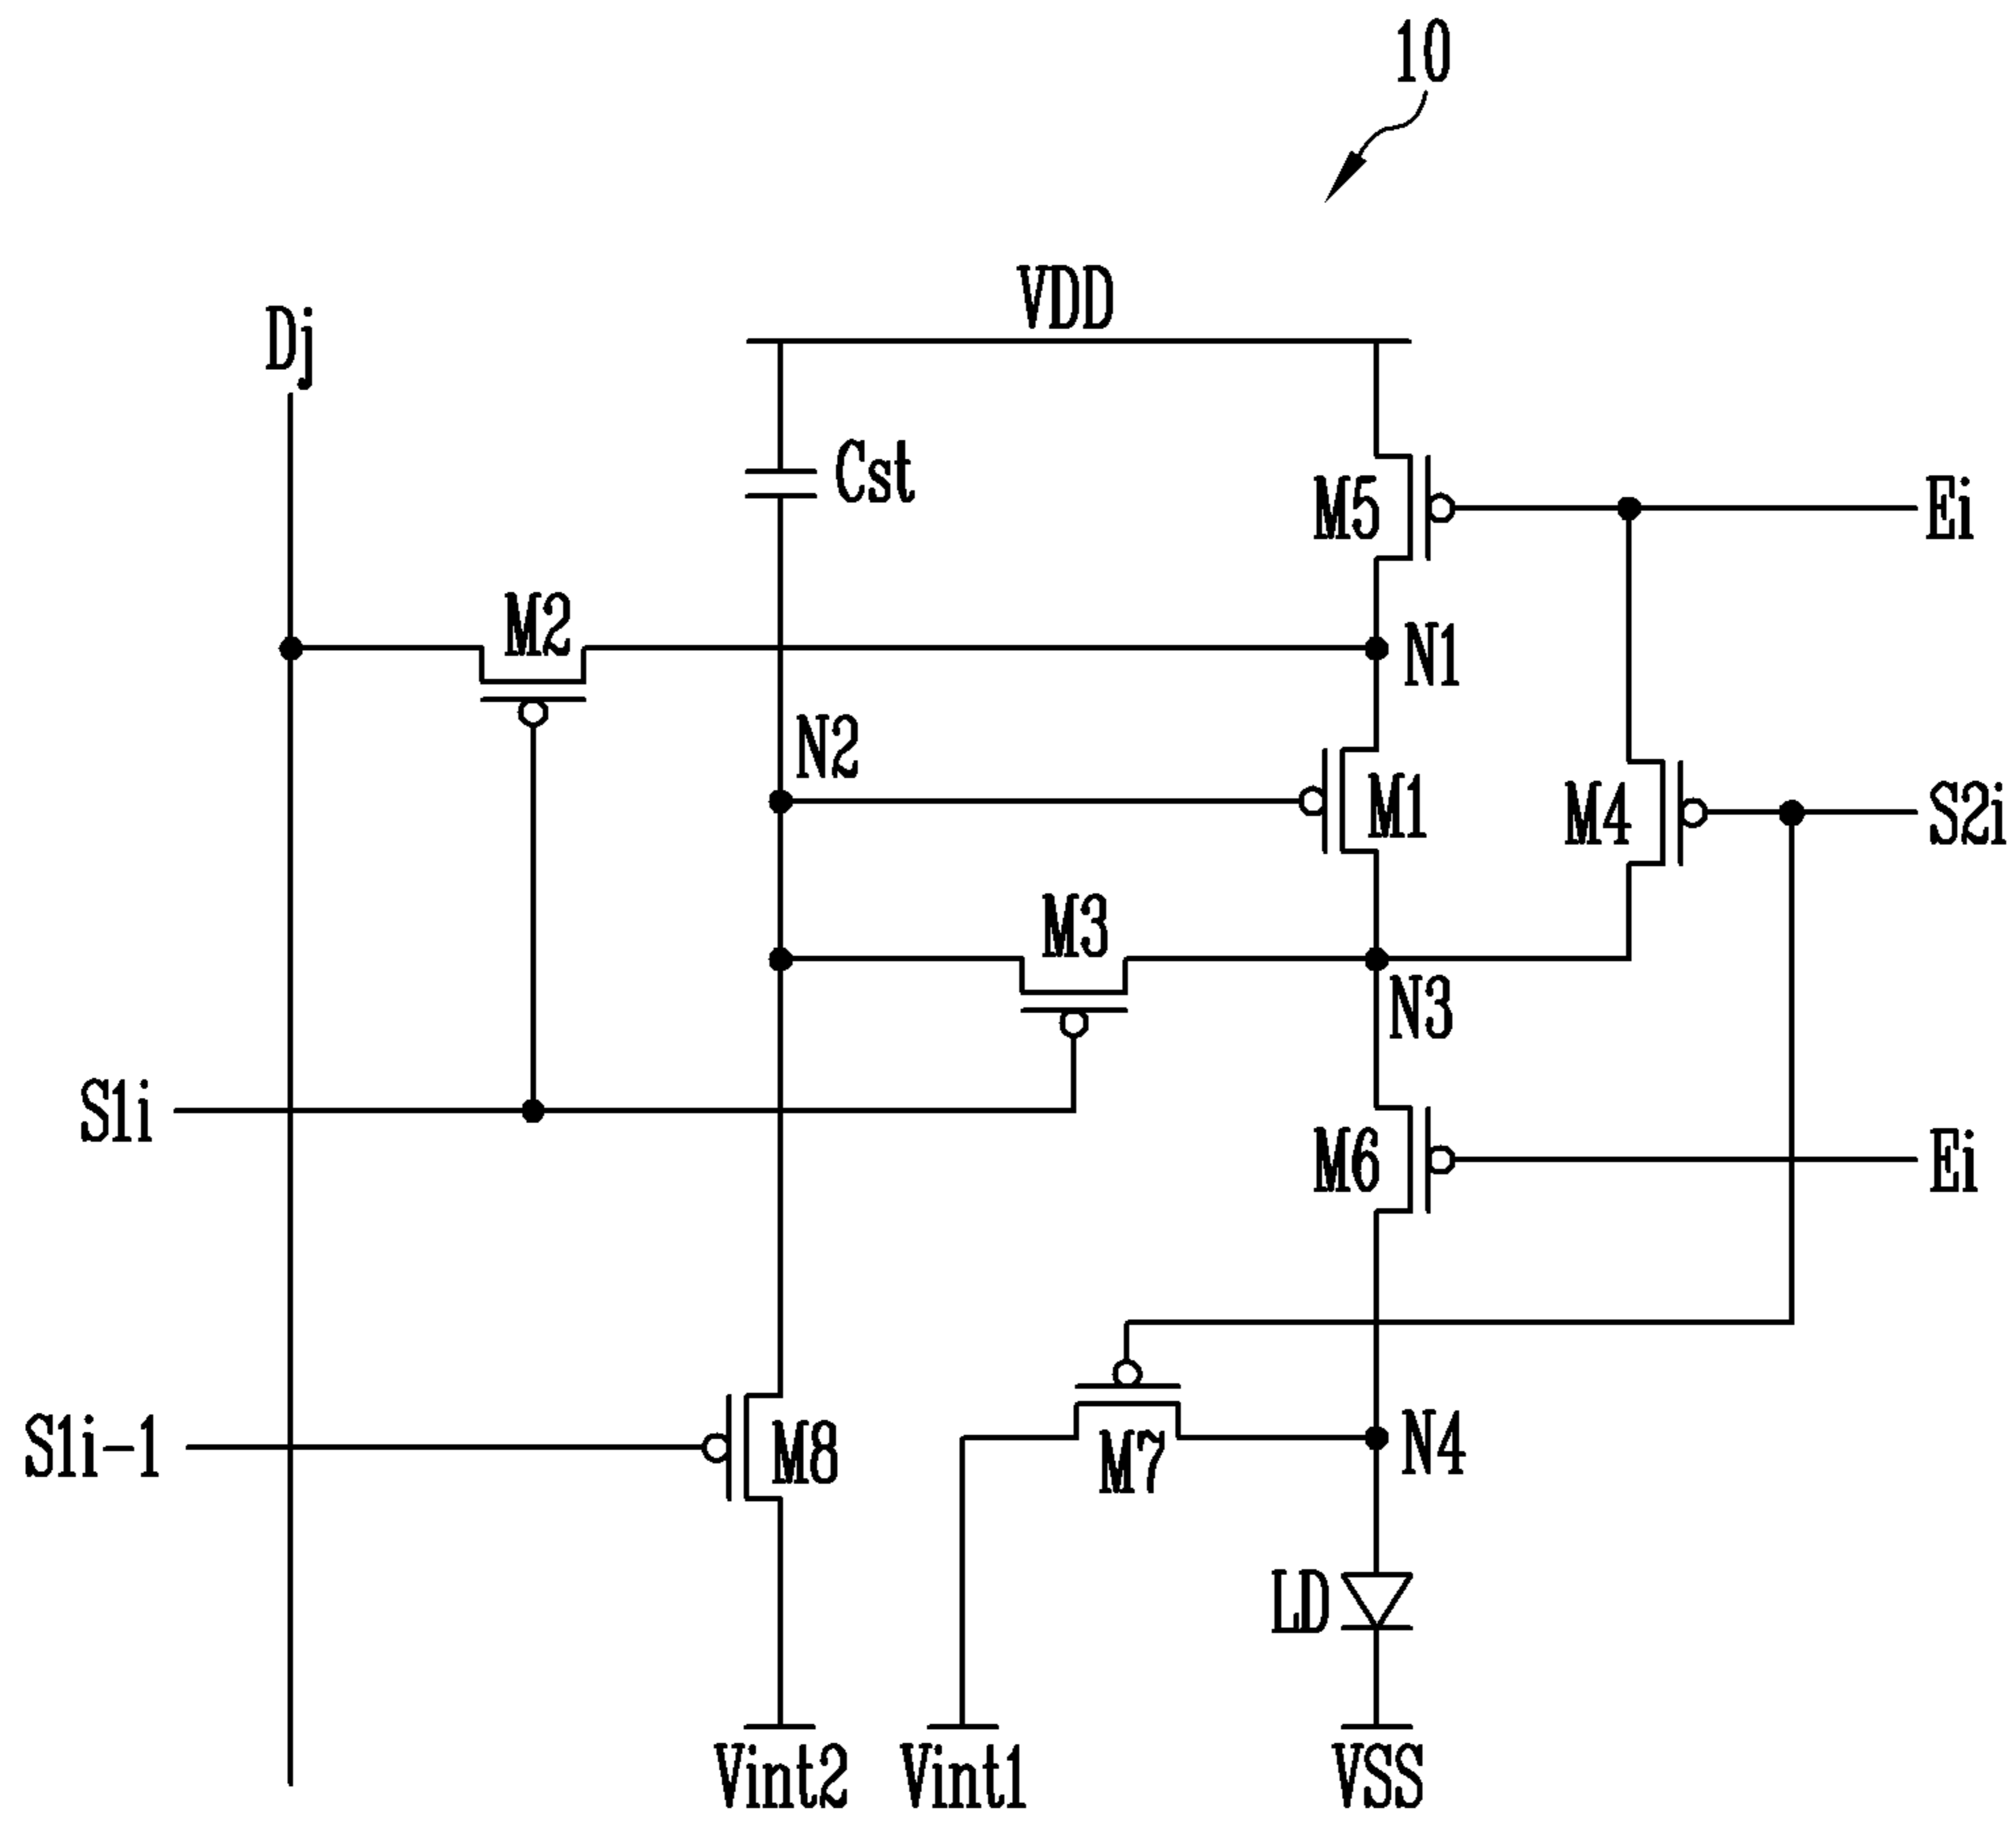 10
VDD
Dj
Cst
M5
Ei
M2
N1
N2
M1
M4
S2i
M3
N3
S1i
M6
Ei
S1i-1
M8
M7
N4
LD
Vint2
Vint1
VSS